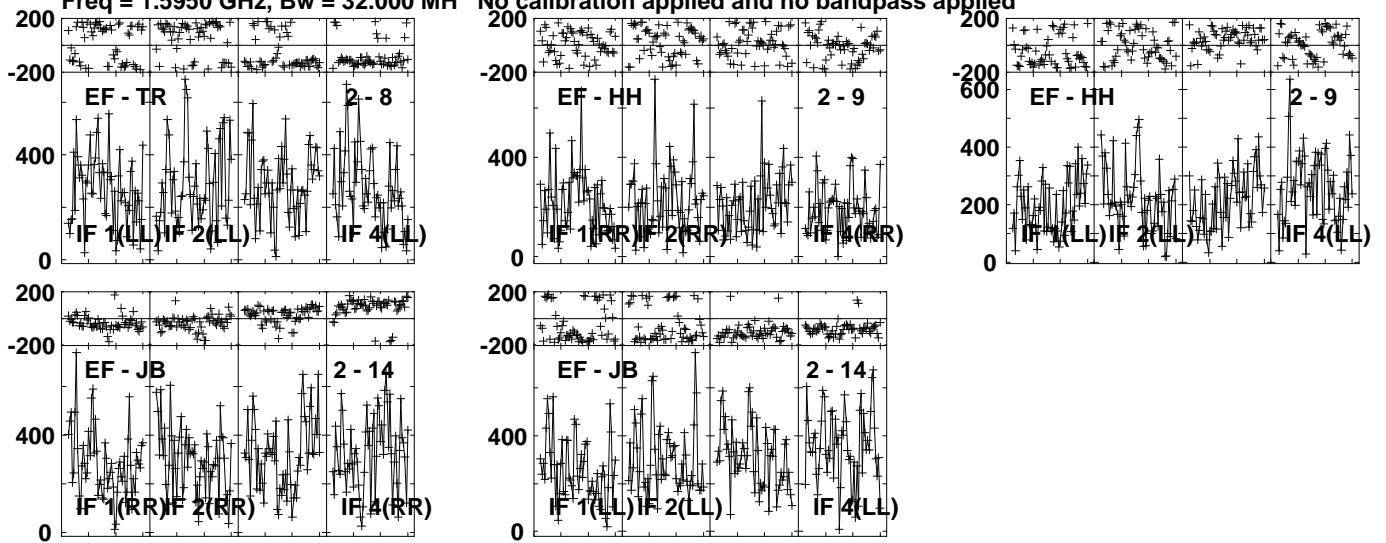 Freq = 1.5950 GHz, Bw = 32.000 MH No calibration applied and no bandpass applied
200 200 200
-200 -200 -200
EF - TR 2 - 8 EF - HH 2 - 9 600 EF - HH 2 - 9
400 400 400
200
IF 1(LL) IF 2(LL) IF 4(LL) IF 1(RR) IF 2(RR) IF 4(RR) IF 1(LL) IF 2(LL) IF 4(LL)
0 0 0
200 200
-200 -200
EF - JB 2 - 14 EF - JB 2 - 14
400 400
IF 1(RR) IF 2(RR) IF 4(RR) IF 1(LL) IF 2(LL) IF 4(LL)
0 0